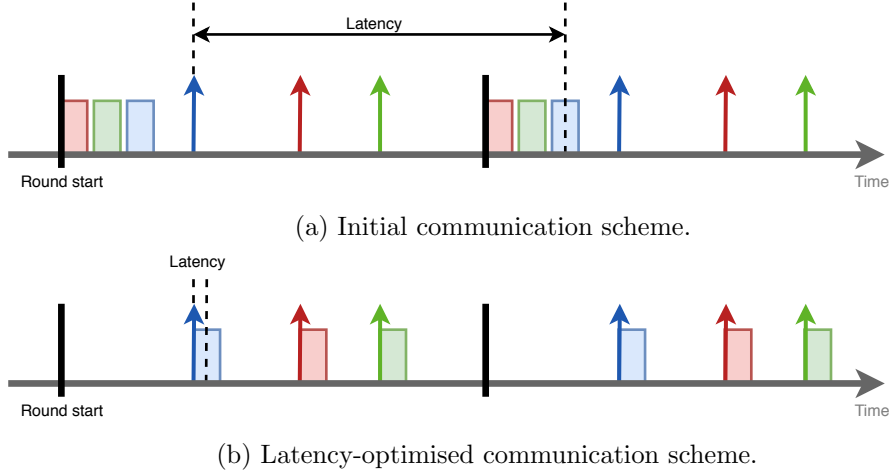 Latency
Round start
Time
(a) Initial communication scheme.
Latency
Round start
Time
(b) Latency-optimised communication scheme.